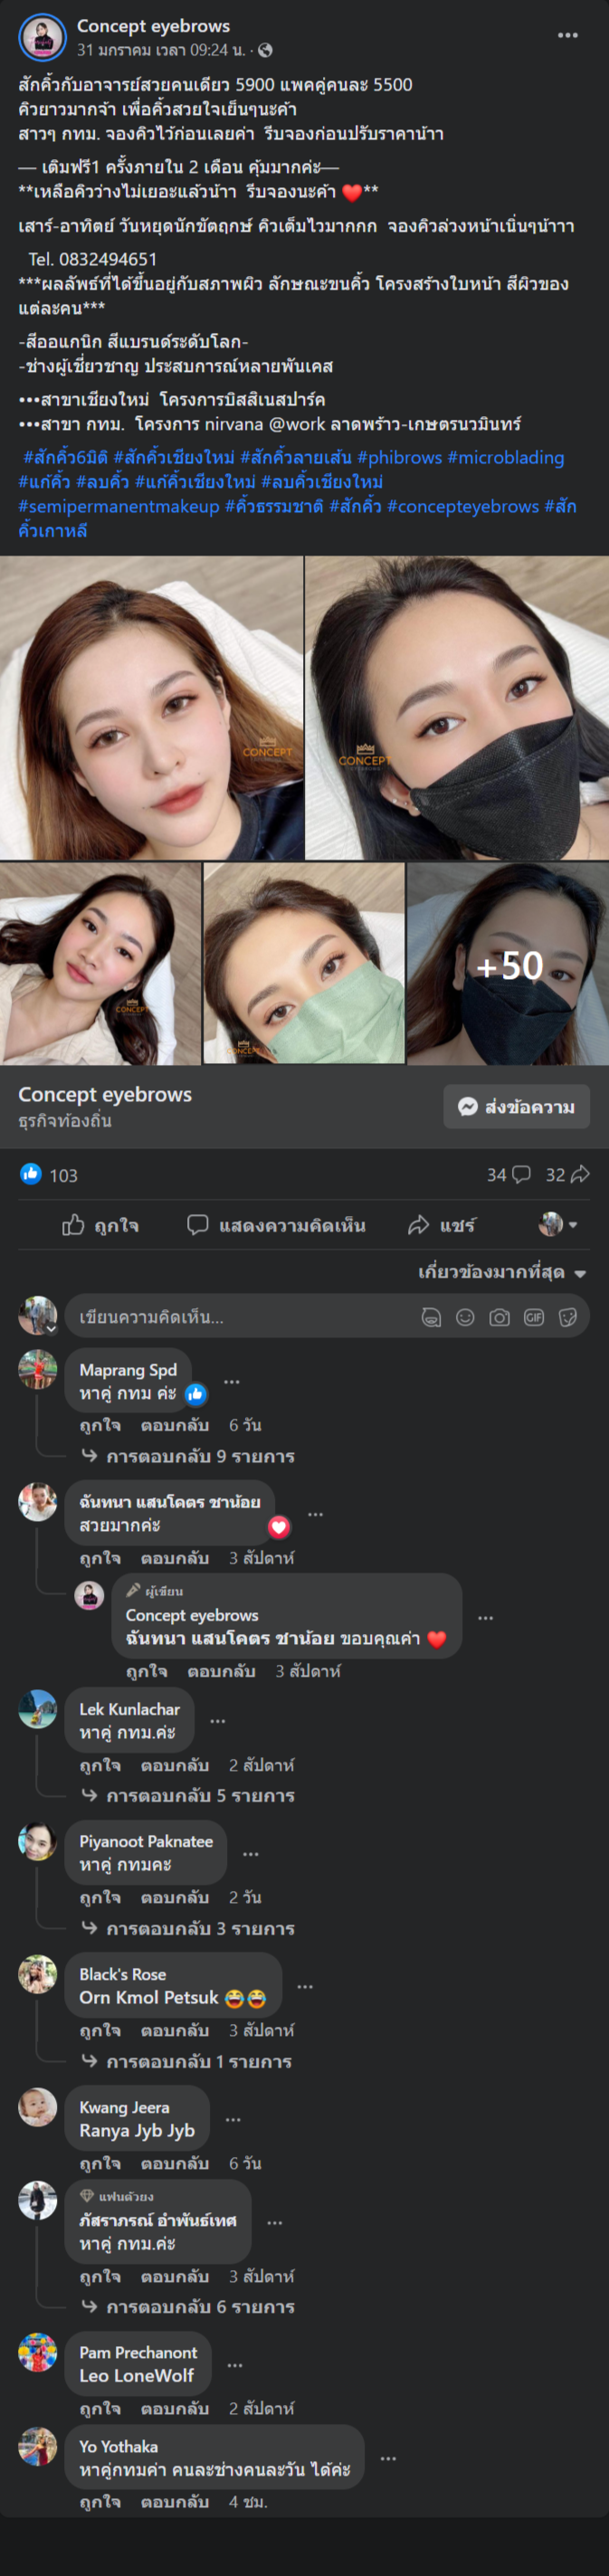 Concept eyebrows
31 มกราคม เวลา 09:24 น. ·
สักคิ้วกับอาจารย์สวยคนเดียว 5900 แพคคู่คนละ 5500
คิวยาวมากจ้า เพื่อคิ้วสวยใจเย็นๆนะค้า
สาวๆ กทม. จองคิวไว้ก่อนเลยค่า รีบจองก่อนปรับราคาน้าา
— เติมฟรี1 ครั้งภายใน 2 เดือน คุ้มมากค่ะ—
**เหลือคิวว่างไม่เยอะแล้วน้าา รีบจองนะค้า ❤️**
เสาร์-อาทิตย์ วันหยุดนักขัตฤกษ์ คิวเต็มไวมากกก จองคิวล่วงหน้าเนิ่นๆน้าาา
Tel. 0832494651
***ผลลัพธ์ที่ได้ขึ้นอยู่กับสภาพผิว ลักษณะขนคิ้ว โครงสร้างใบหน้า สีผิวของ
แต่ละคน***
-สีออแกนิก สีแบรนด์ระดับโลก-
-ช่างผู้เชี่ยวชาญ ประสบการณ์หลายพันเคส
•••สาขาเชียงใหม่ โครงการบิสสิเนสปาร์ค
•••สาขา กทม. โครงการ nirvana @work ลาดพร้าว-เกษตรนวมินทร์
#สักคิ้ว6มิติ #สักคิ้วเชียงใหม่ #สักคิ้วลายเส้น #phibrows #microblading
#แก้คิ้ว #ลบคิ้ว #แก้คิ้วเชียงใหม่ #ลบคิ้วเชียงใหม่
#semipermanentmakeup #คิ้วธรรมชาติ #สักคิ้ว #concepteyebrows #สัก
คิ้วเกาหลี
CONCEPT
CONCEPT
CONCEPT
CONCEPT
+50
Concept eyebrows
ธุรกิจท้องถิ่น
ส่งข้อความ
103
34
32
ถูกใจ
แสดงความคิดเห็น
แชร์
เกี่ยวข้องมากที่สุด
เขียนความคิดเห็น...
GIF
Maprang Spd
หาคู่ กทม ค่ะ
ถูกใจ ตอบกลับ 6 วัน
การตอบกลับ 9 รายการ
ฉันทนา แสนโคตร ชาน้อย
สวยมากค่ะ
ถูกใจ ตอบกลับ 3 สัปดาห์
ผู้เขียน
Concept eyebrows
ฉันทนา แสนโคตร ชาน้อย ขอบคุณค่า ❤️
ถูกใจ ตอบกลับ 3 สัปดาห์
Lek Kunlachar
หาคู่ กทม.ค่ะ
ถูกใจ ตอบกลับ 2 สัปดาห์
การตอบกลับ 5 รายการ
Piyanoot Paknatee
หาคู่ กทมคะ
ถูกใจ ตอบกลับ 2 วัน
การตอบกลับ 3 รายการ
Black's Rose
Orn Kmol Petsuk 😂😂
ถูกใจ ตอบกลับ 3 สัปดาห์
การตอบกลับ 1 รายการ
Kwang Jeera
Ranya Jyb Jyb
ถูกใจ ตอบกลับ 6 วัน
แฟนตัวยง
ภัสราภรณ์ อำพันธ์เทศ
หาคู่ กทม.ค่ะ
ถูกใจ ตอบกลับ 3 สัปดาห์
การตอบกลับ 6 รายการ
Pam Prechanont
Leo LoneWolf
ถูกใจ ตอบกลับ 2 สัปดาห์
Yo Yothaka
หาคู่กทมค่า คนละช่างคนละวัน ได้ค่ะ
ถูกใจ ตอบกลับ 4 ชม.